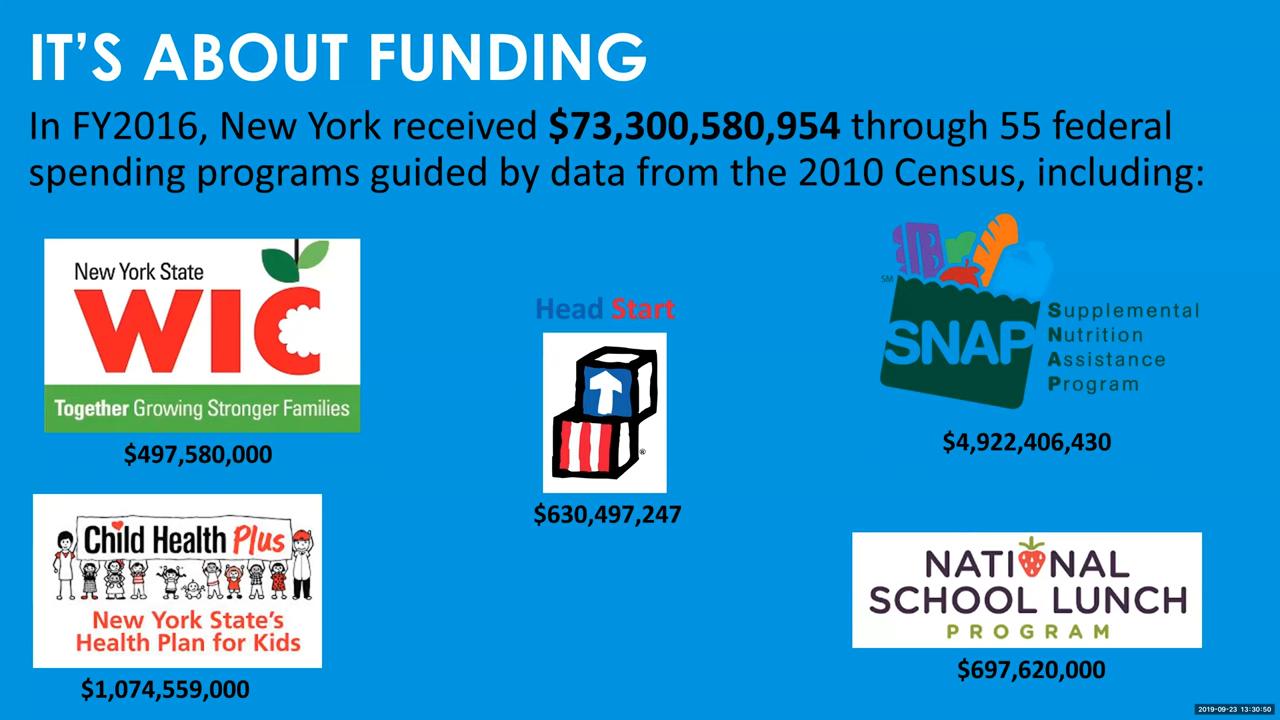 IT’S ABOUT FUNDING
In FY2016, New York received $73,300,580,954 through 55 federal
spending programs guided by data from the 2010 Census, including:
New York State
WIC
Together Growing Stronger Families
$497,580,000
Head Start
®
$630,497,247
SM
SNAP
Supplemental
Nutrition
Assistance
Program
$4,922,406,430
Child Health Plus
New York State’s
Health Plan for Kids
$1,074,559,000
NATIONAL
SCHOOL LUNCH
PROGRAM
$697,620,000
2019-09-23 13:30:50